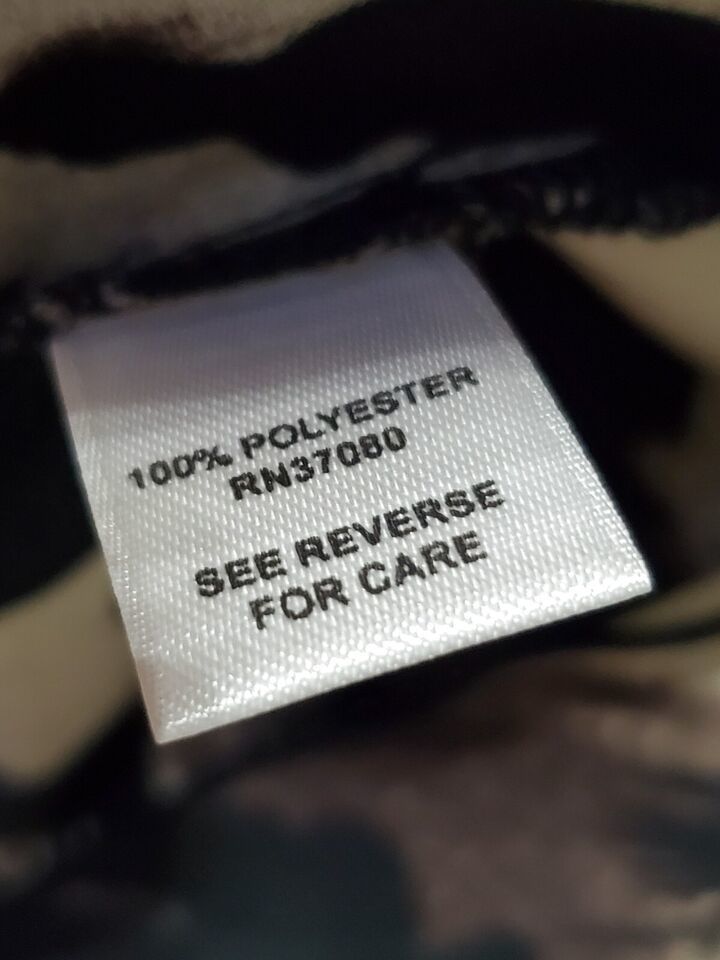 100% POLYESTER
RN37080
SEE REVERSE
FOR CARE